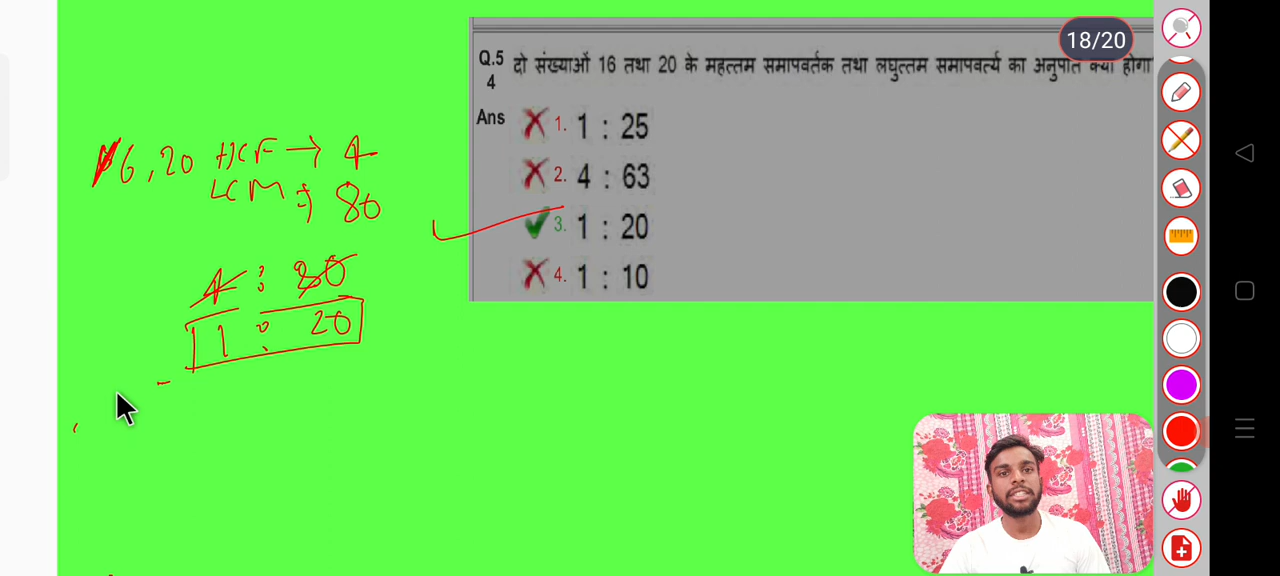 18/20
Q.5
4
दो संख्याओं 16 तथा 20 के महत्तम समापवर्तक तथा लघुत्तम समापवर्त्य का अनुपात क्या होगा
Ans
1. 1 : 25
2. 4 : 63
3. 1 : 20
4. 1 : 10
16, 20 HCF → 4
LCM → 80
4 : 80
1 : 20